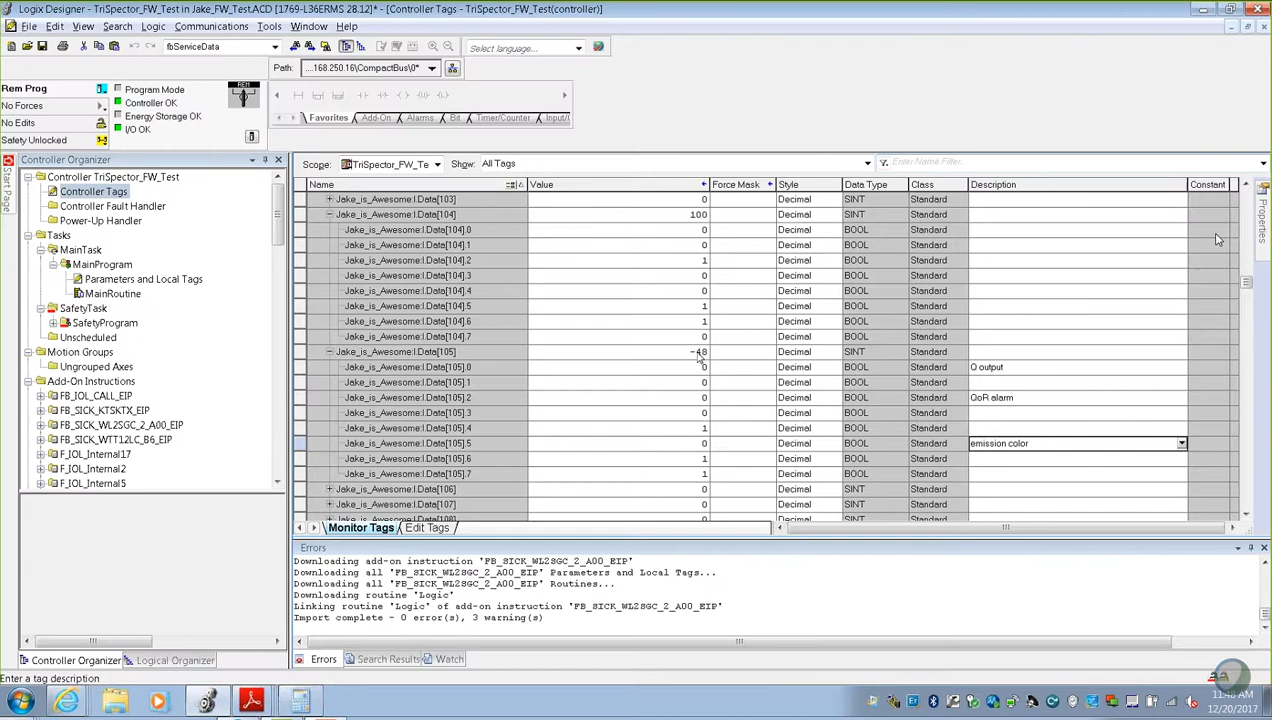 Logix Designer - TriSpector_FW_Test in Jake_FW_Test.ACD [1769-L36ERMS 28.12]* - [Controller Tags - TriSpector_FW_Test(controller)]
File Edit View Search Logic Communications Tools Window Help
fbServiceData Select language...
Path: ....168.250.16\CompactBus\0*
Rem Prog Program Mode REM
No Forces Controller OK
No Edits Energy Storage OK
Safety Unlocked I/O OK
Favorites Add-On Alarms Bit Timer/Counter Input/(
Start Page
Controller Organizer
Controller TriSpector_FW_Test
Controller Tags
Controller Fault Handler
Power-Up Handler
Tasks
MainTask
MainProgram
Parameters and Local Tags
MainRoutine
SafetyTask
SafetyProgram
Unscheduled
Motion Groups
Ungrouped Axes
Add-On Instructions
FB_IOL_CALL_EIP
FB_SICK_KTSKTX_EIP
FB_SICK_WL2SGC_2_A00_EIP
FB_SICK_WTT12LC_B6_EIP
F_IOL_Internal17
F_IOL_Internal2
F_IOL_Internal5
Controller Organizer Logical Organizer
Scope: TriSpector_FW_Te Show: All Tags Enter Name Filter...
Name Value Force Mask Style Data Type Class Description Constant
Jake_is_Awesome:I.Data[103] 0 Decimal SINT Standard
Jake_is_Awesome:I.Data[104] 100 Decimal SINT Standard
Jake_is_Awesome:I.Data[104].0 0 Decimal BOOL Standard
Jake_is_Awesome:I.Data[104].1 0 Decimal BOOL Standard
Jake_is_Awesome:I.Data[104].2 1 Decimal BOOL Standard
Jake_is_Awesome:I.Data[104].3 0 Decimal BOOL Standard
Jake_is_Awesome:I.Data[104].4 0 Decimal BOOL Standard
Jake_is_Awesome:I.Data[104].5 1 Decimal BOOL Standard
Jake_is_Awesome:I.Data[104].6 1 Decimal BOOL Standard
Jake_is_Awesome:I.Data[104].7 0 Decimal BOOL Standard
Jake_is_Awesome:I.Data[105] -48 Decimal SINT Standard
Jake_is_Awesome:I.Data[105].0 0 Decimal BOOL Standard Q output
Jake_is_Awesome:I.Data[105].1 0 Decimal BOOL Standard
Jake_is_Awesome:I.Data[105].2 0 Decimal BOOL Standard QoR alarm
Jake_is_Awesome:I.Data[105].3 0 Decimal BOOL Standard
Jake_is_Awesome:I.Data[105].4 1 Decimal BOOL Standard
Jake_is_Awesome:I.Data[105].5 0 Decimal BOOL Standard emission color
Jake_is_Awesome:I.Data[105].6 1 Decimal BOOL Standard
Jake_is_Awesome:I.Data[105].7 1 Decimal BOOL Standard
Jake_is_Awesome:I.Data[106] 0 Decimal SINT Standard
Jake_is_Awesome:I.Data[107] 0 Decimal SINT Standard
Jake_is_Awesome:I.Data[108] 0 Decimal SINT Standard
Monitor Tags Edit Tags
Properties
Errors
Downloading add-on instruction 'FB_SICK_WL2SGC_2_A00_EIP'
Downloading all 'FB_SICK_WL2SGC_2_A00_EIP' Parameters and Local Tags...
Downloading all 'FB_SICK_WL2SGC_2_A00_EIP' Routines...
Downloading routine 'Logic'
Linking routine 'Logic' of add-on instruction 'FB_SICK_WL2SGC_2_A00_EIP'
Import complete - 0 error(s), 3 warning(s)
Errors Search Results Watch
Enter a tag description
11:48 AM
12/20/2017